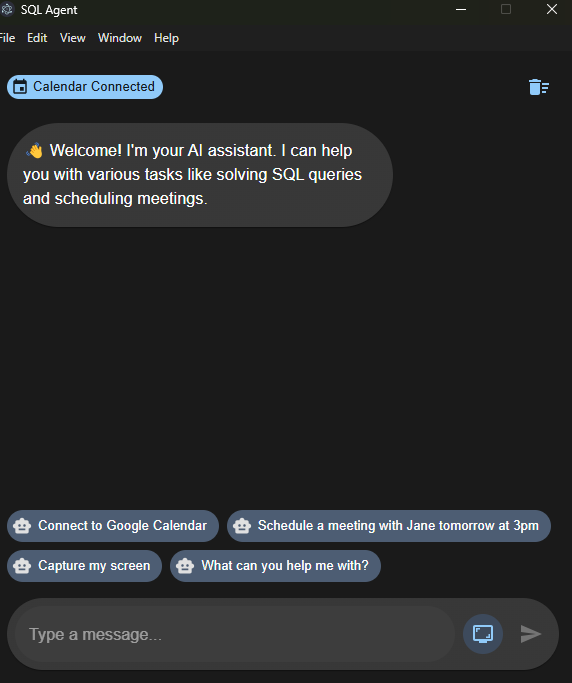 SQL Agent
File Edit View Window Help
Calendar Connected
👋 Welcome! I'm your AI assistant. I can help
you with various tasks like solving SQL queries
and scheduling meetings.
Connect to Google Calendar
Schedule a meeting with Jane tomorrow at 3pm
Capture my screen
What can you help me with?
Type a message...